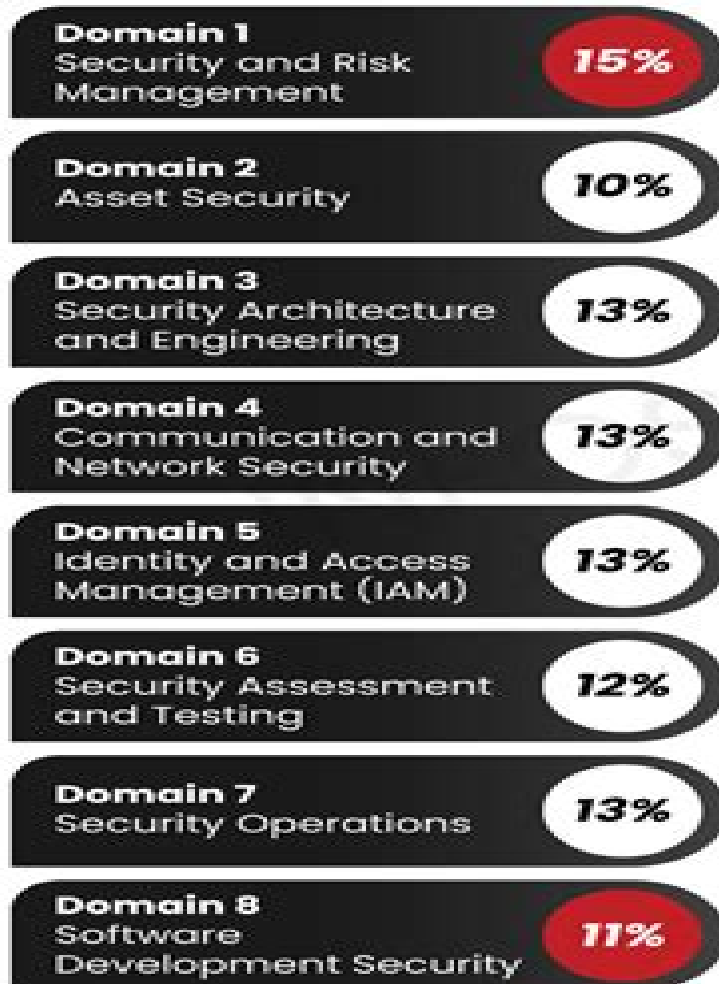 Domain 1
Security and Risk
Management
15%
Domain 2
Asset Security
10%
Domain 3
Security Architecture
and Engineering
13%
Domain 4
Communication and
Network Security
13%
Domain 5
Identity and Access
Management (IAM)
13%
Domain 6
Security Assessment
and Testing
12%
Domain 7
Security Operations
13%
Domain 8
Software
Development Security
11%